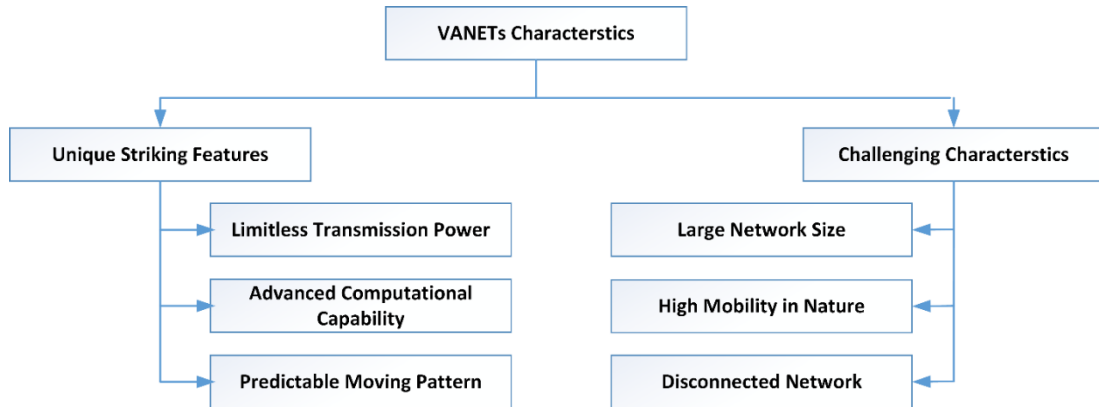 VANETs Characterstics
Unique Striking Features
Challenging Characterstics
Limitless Transmission Power
Large Network Size
Advanced Computational
Capability
High Mobility in Nature
Predictable Moving Pattern
Disconnected Network